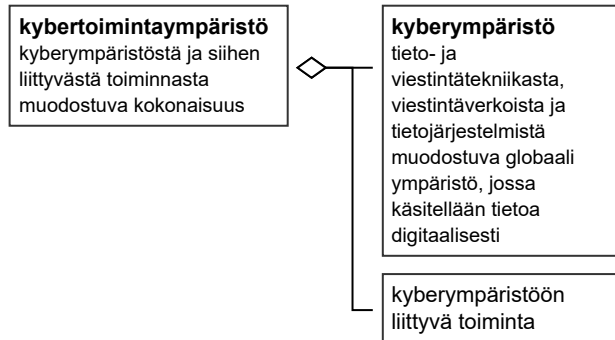 kybertoimintaympäristö
kyberympäristöstä ja siihen
liittyvästä toiminnasta
muodostuva kokonaisuus
kyberympäristö
tieto- ja
viestintätekniikasta,
viestintäverkoista ja
tietojärjestelmistä
muodostuva globaali
ympäristö, jossa
käsitellään tietoa
digitaalisesti
kyberympäristöön
liittyvä toiminta